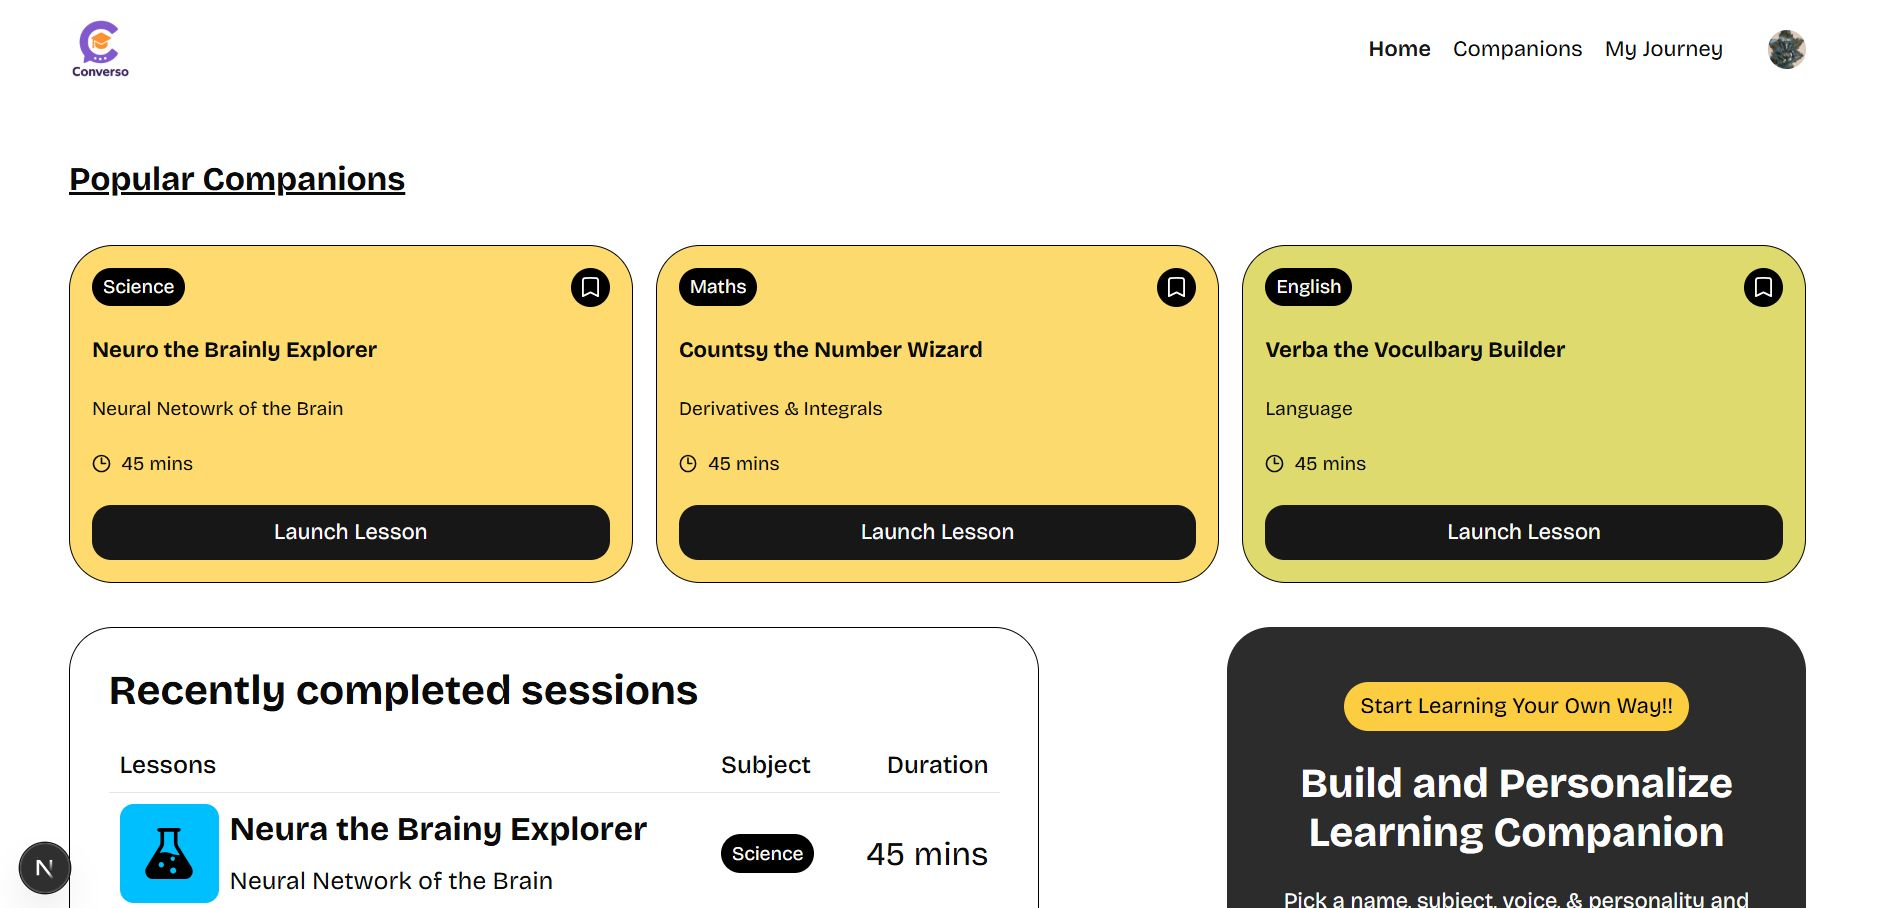 Converso
Home Companions My Journey
Popular Companions
Science
Neuro the Brainly Explorer
Neural Netowrk of the Brain
45 mins
Launch Lesson
Maths
Countsy the Number Wizard
Derivatives & Integrals
45 mins
Launch Lesson
English
Verba the Voculbary Builder
Language
45 mins
Launch Lesson
Recently completed sessions
Lessons Subject Duration
Neura the Brainy Explorer
Neural Network of the Brain
Science
45 mins
Start Learning Your Own Way!!
Build and Personalize
Learning Companion
Pick a name, subject, voice, & personality and
N